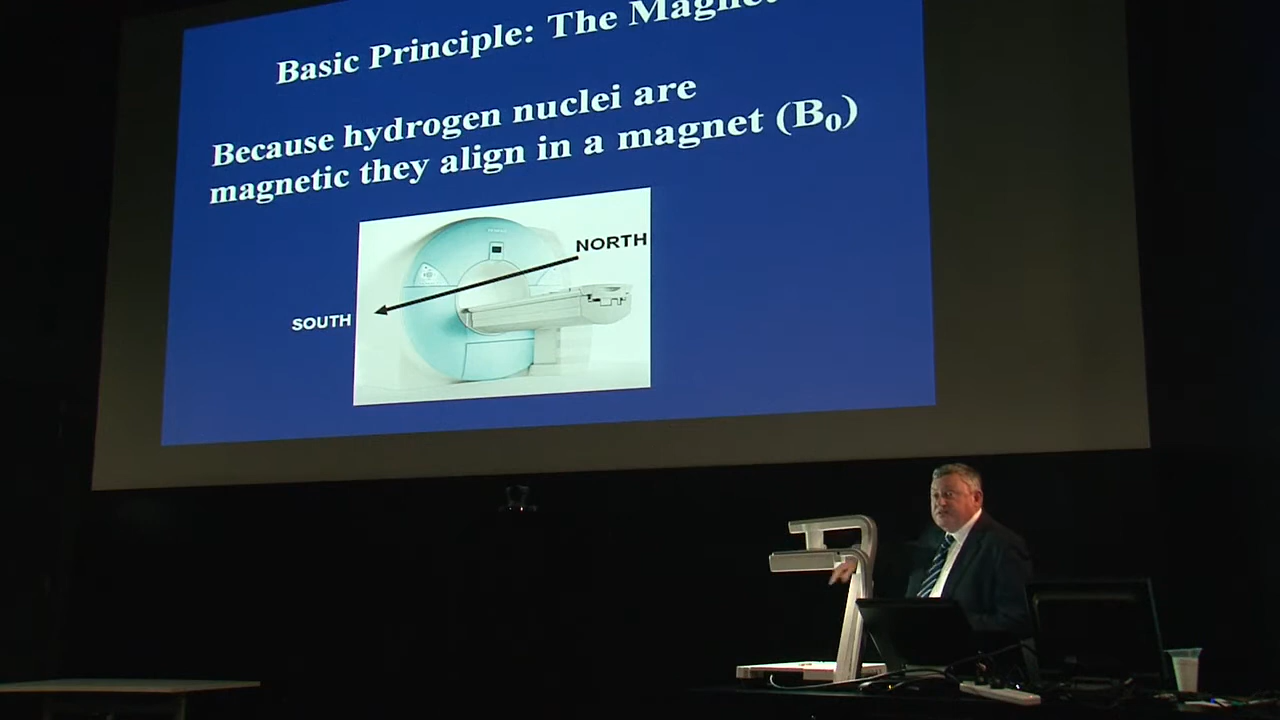 Basic Principle: The Magnet
Because hydrogen nuclei are
magnetic they align in a magnet (B₀)
NORTH
SOUTH